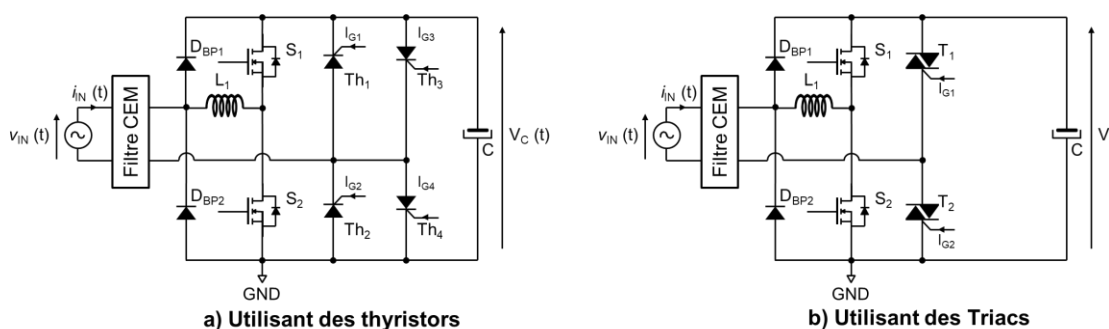 D_BP1
I_G1
S_1
Th_1
I_G3
Th_3
L_1
i_IN (t)
v_IN (t)
Filtre CEM
V_C (t)
C
D_BP2
I_G2
S_2
Th_2
I_G4
Th_4
GND
a) Utilisant des thyristors
D_BP1
S_1
T_1
I_G1
L_1
i_IN (t)
v_IN (t)
Filtre CEM
V
C
D_BP2
S_2
T_2
I_G2
GND
b) Utilisant des Triacs